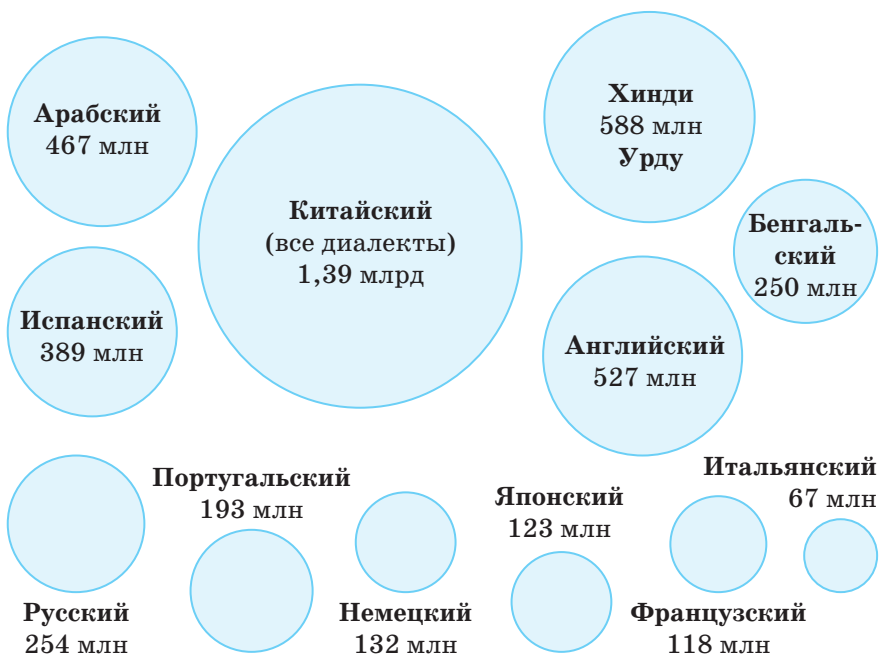 Арабский
467 млн
Китайский
(все диалекты)
1,39 млрд
Хинди
588 млн
Урду
Бенгаль-
ский
250 млн
Испанский
389 млн
Английский
527 млн
Русский
254 млн
Португальский
193 млн
Немецкий
132 млн
Японский
123 млн
Французский
118 млн
Итальянский
67 млн